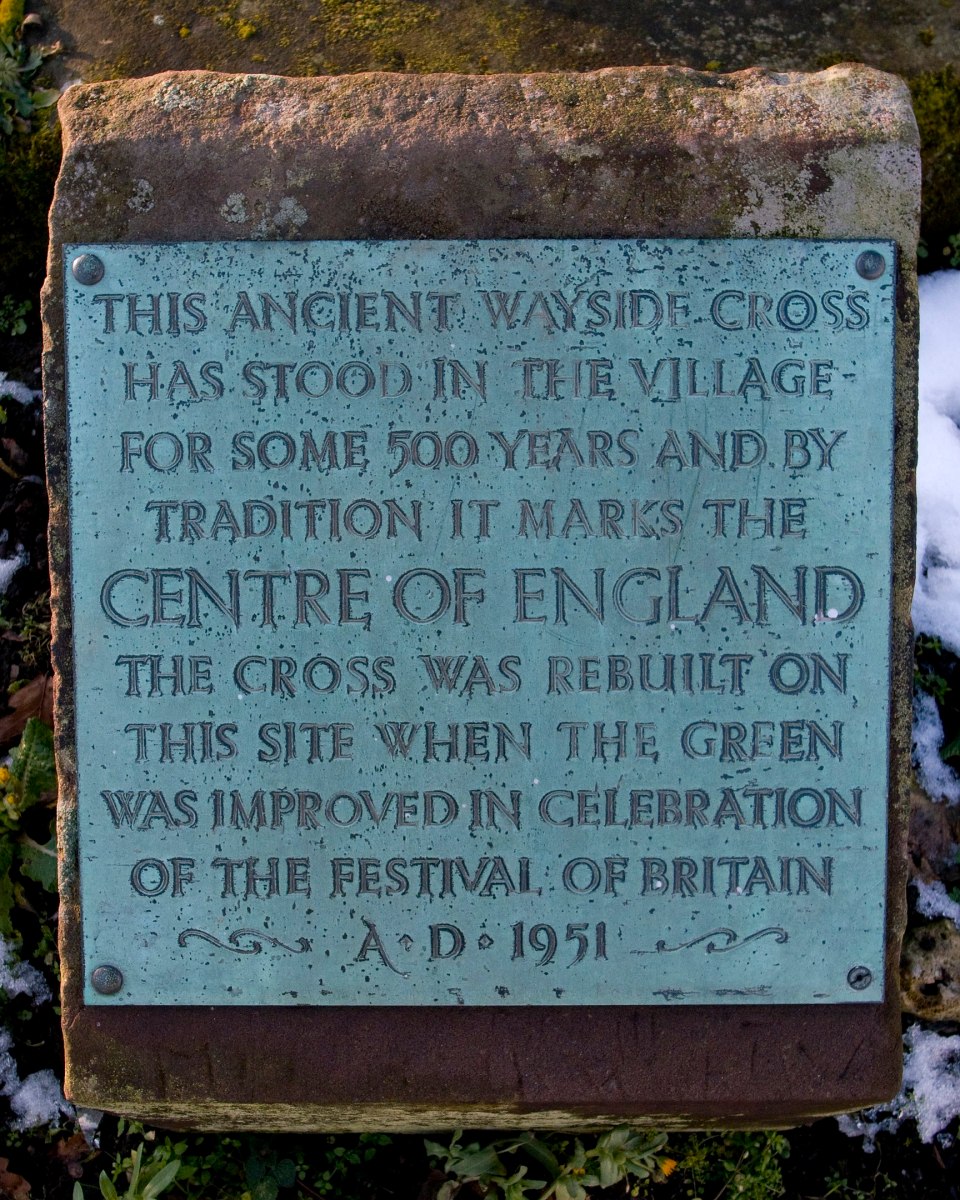 THIS ANCIENT WAYSIDE CROSS
HAS STOOD IN THE VILLAGE
FOR SOME 500 YEARS AND BY
TRADITION IT MARKS THE
CENTRE OF ENGLAND
THE CROSS WAS REBUILT ON
THIS SITE WHEN THE GREEN
WAS IMPROVED IN CELEBRATION
OF THE FESTIVAL OF BRITAIN
A · D · 1951